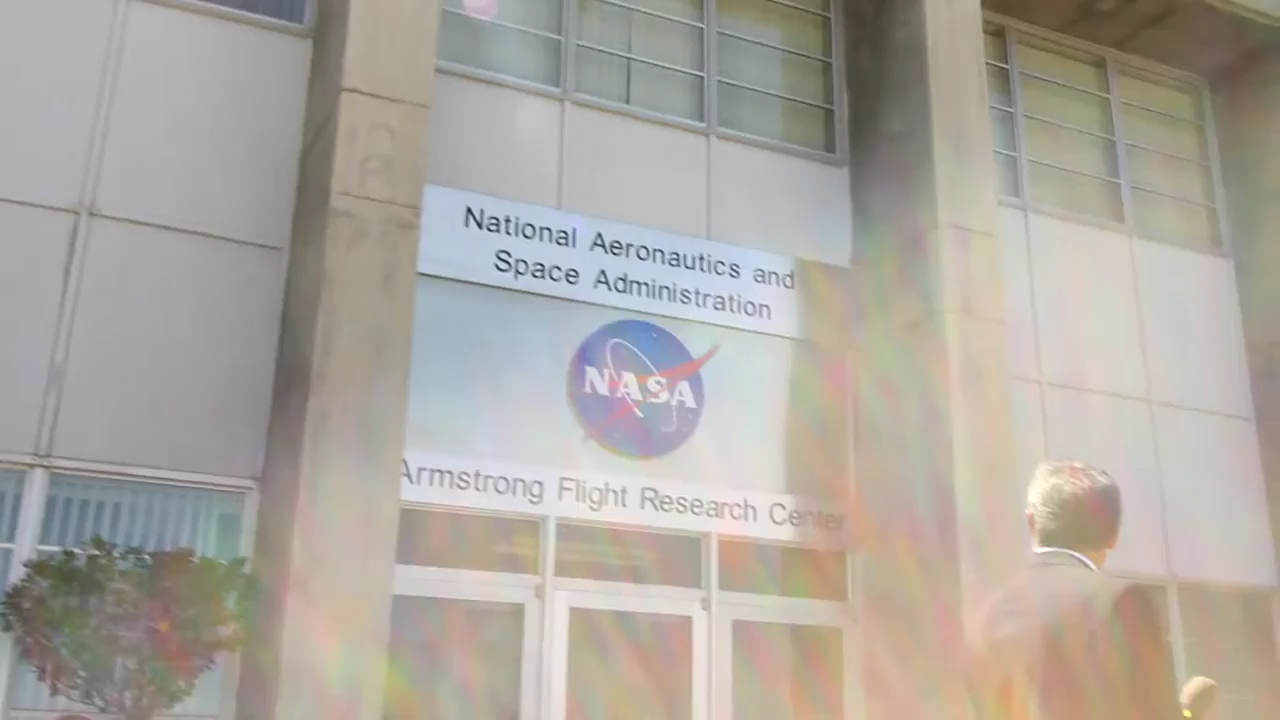 National Aeronautics and
Space Administration
NASA
Armstrong Flight Research Center